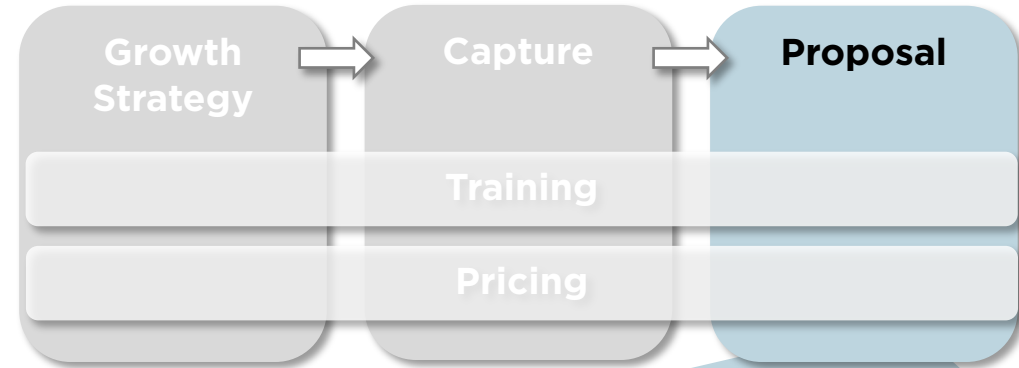 Growth
Strategy
Capture
Proposal
Training
Pricing